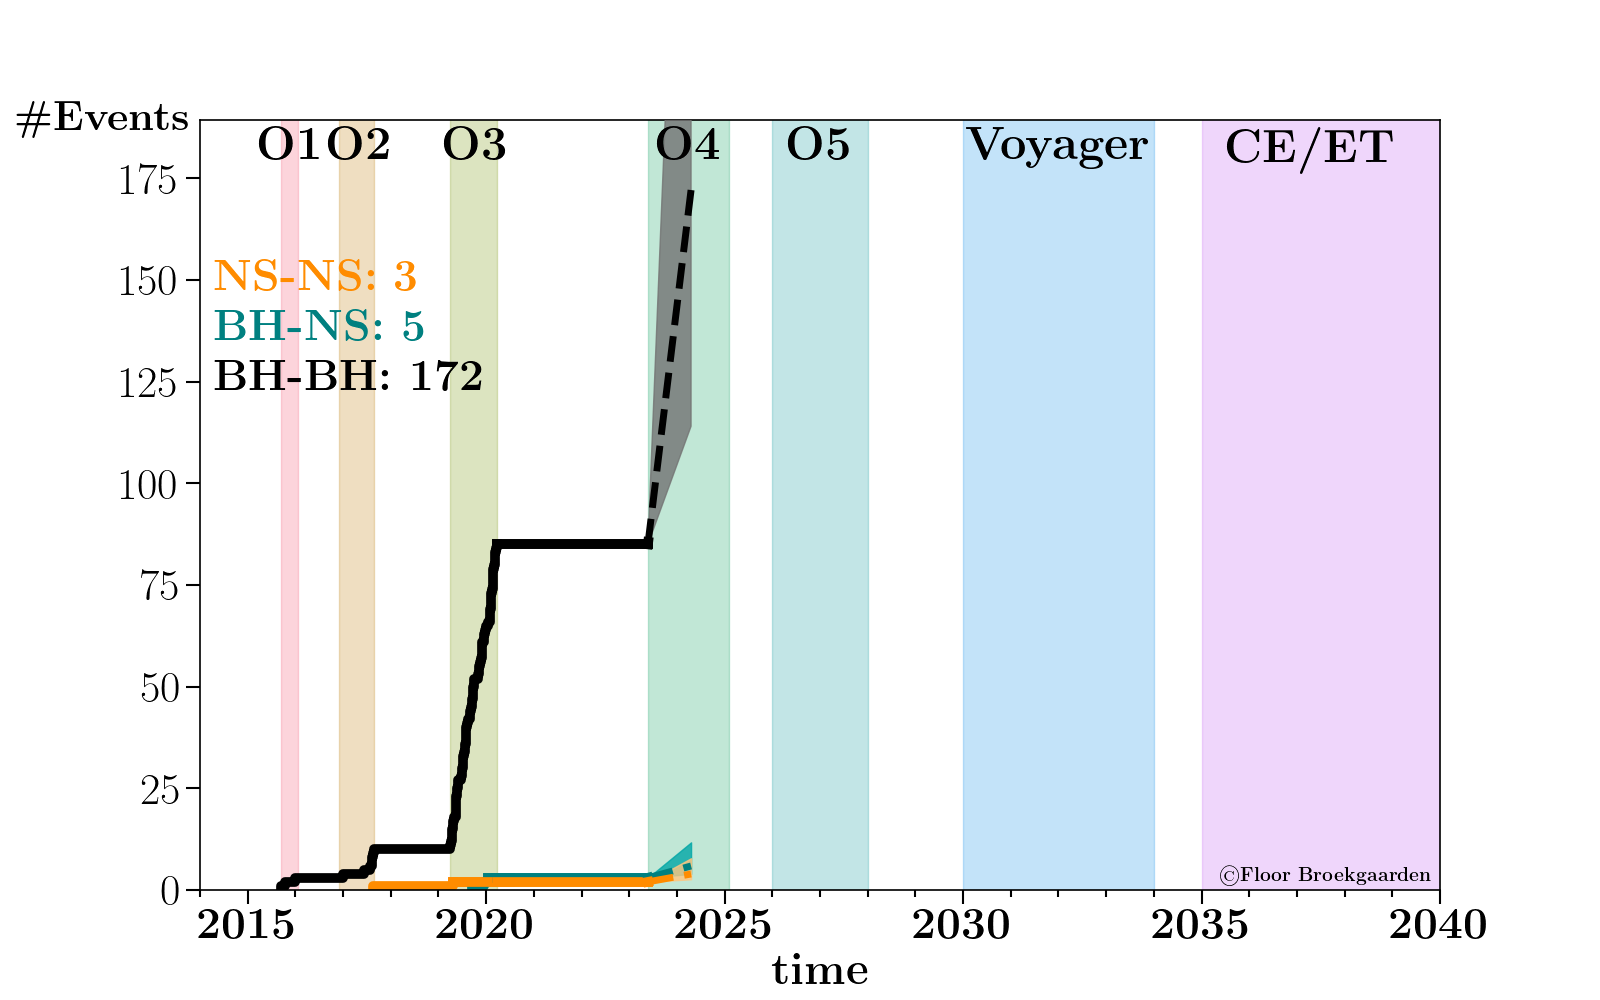 #Events
O1 O2 O3 O4 O5 Voyager CE/ET
175
150
125
100
75
50
25
0
NS-NS: 3
BH-NS: 5
BH-BH: 172
©Floor Broekgaarden
2015 2020 2025 2030 2035 2040
time